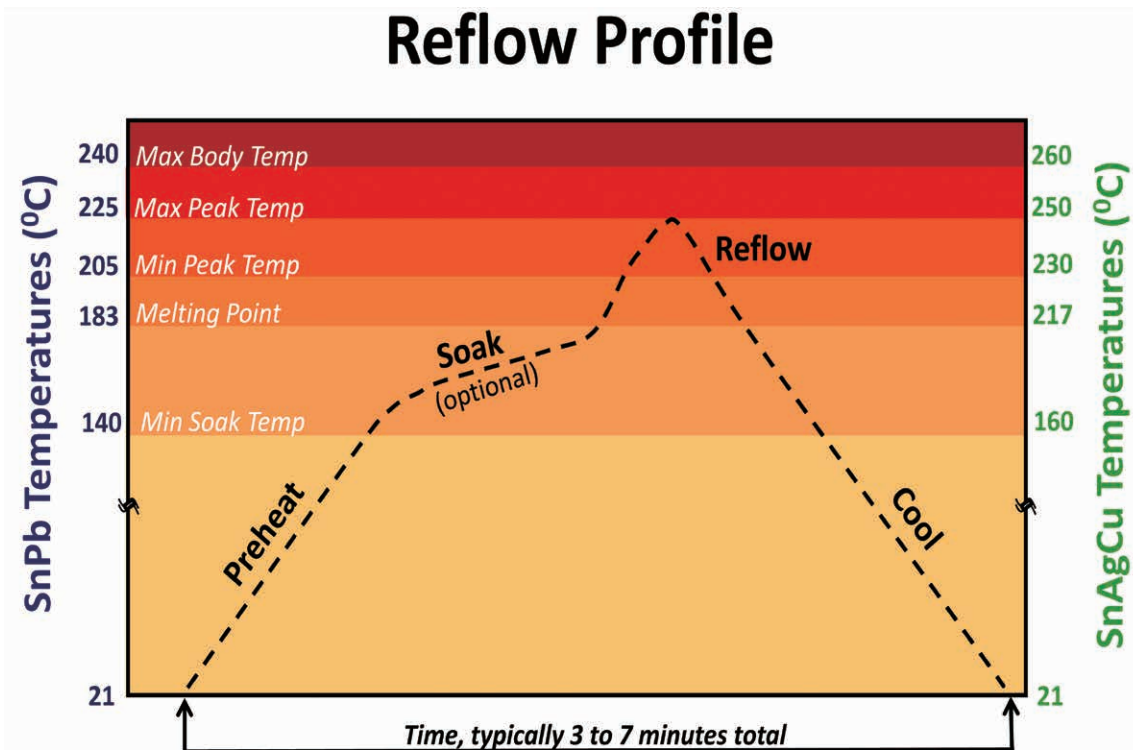 Reflow Profile
SnPb Temperatures (⁰C)
240
225
205
183
140
21
Max Body Temp
Max Peak Temp
Min Peak Temp
Melting Point
Min Soak Temp
Preheat
Soak
(optional)
Reflow
Cool
260
250
230
217
160
21
SnAgCu Temperatures (⁰C)
Time, typically 3 to 7 minutes total